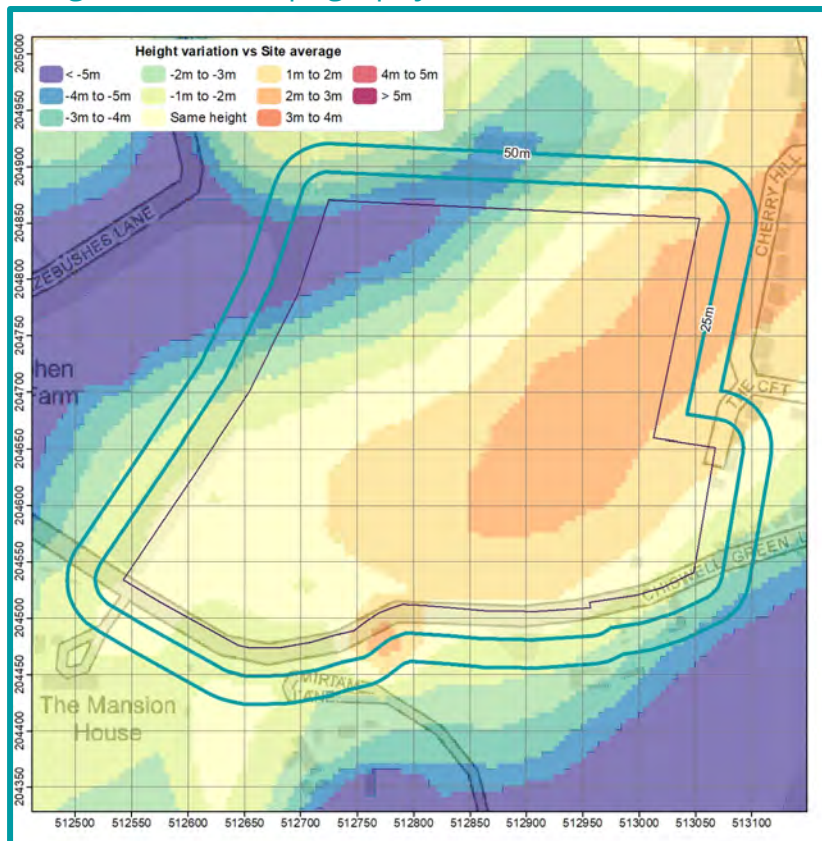 Height variation vs Site average
< -5m
-2m to -3m
1m to 2m
4m to 5m
-4m to -5m
-1m to -2m
2m to 3m
> 5m
-3m to -4m
Same height
3m to 4m
50m
25m
ZEBUSHES LANE
CHERRY HILL
THE CFT
CHISWELL GREEN L
hen
Farm
The Mansion
House
205000
204950
204900
204850
204800
204750
204700
204650
204600
204550
204500
204450
204400
204350
512500 512550 512600 512650 512700 512750 512800 512850 512900 512950 513000 513050 513100